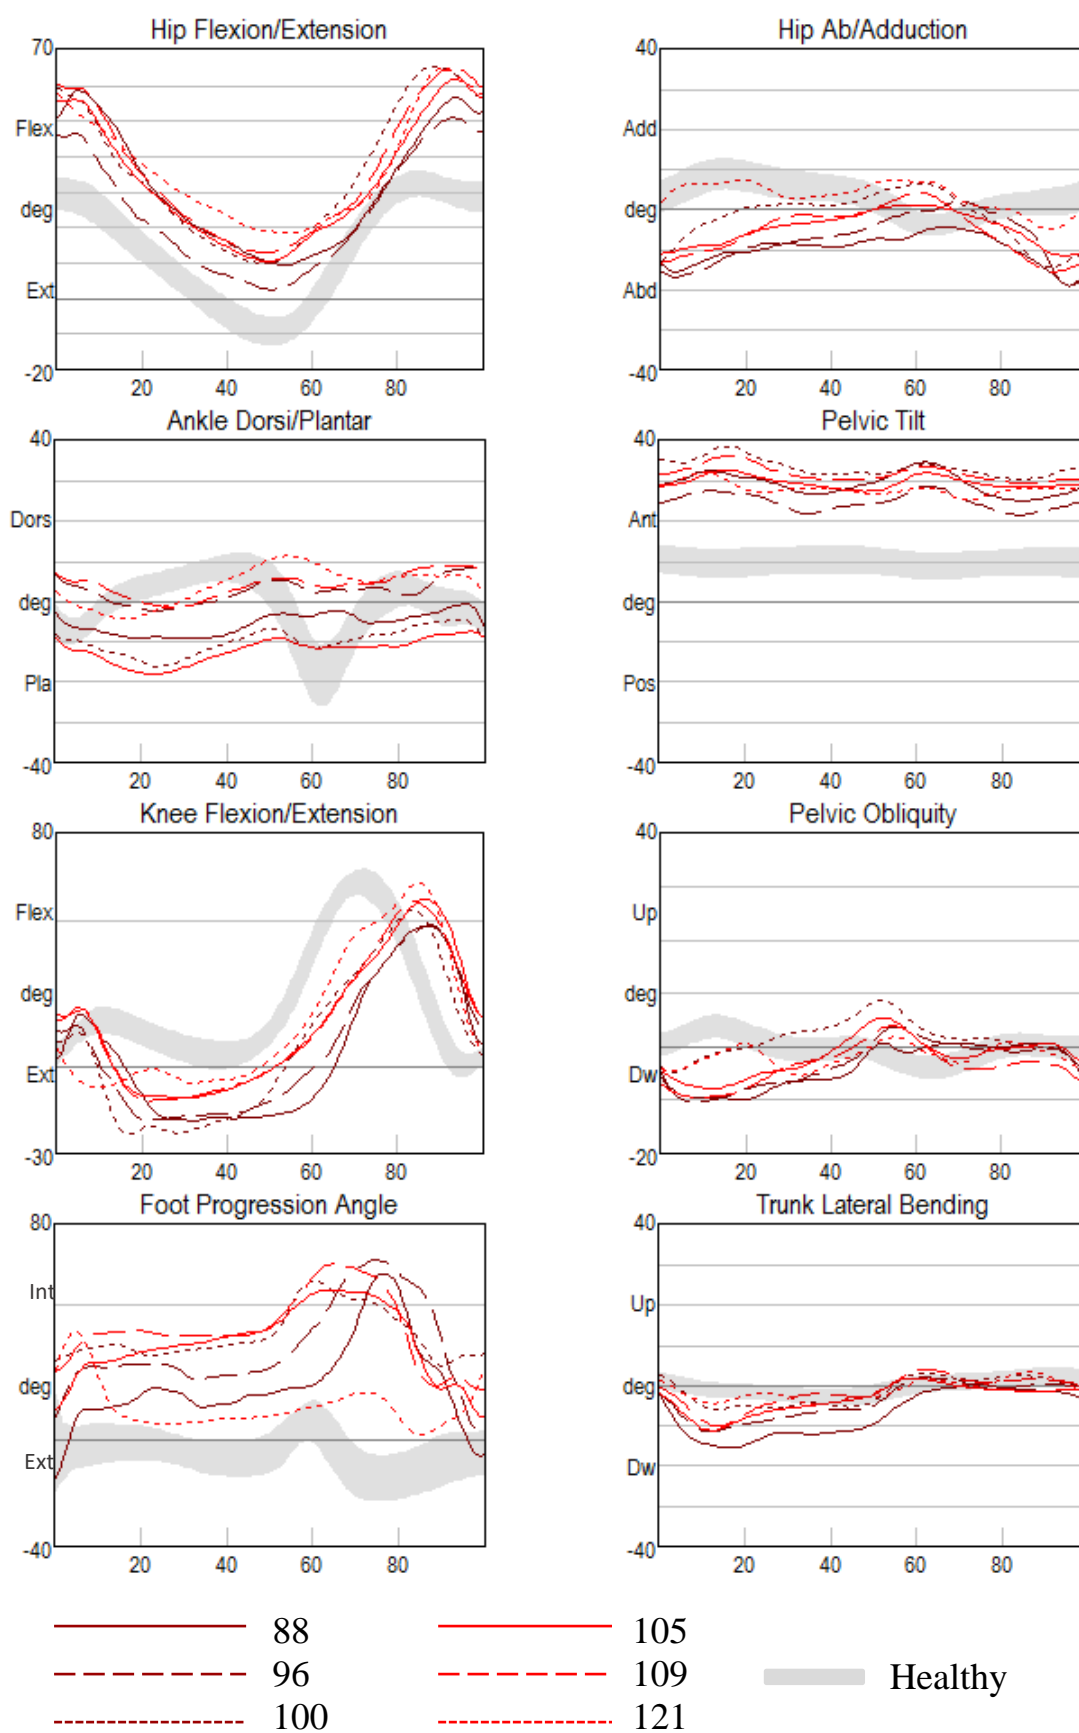 Hip Flexion/Extension
70
Flex
deg
Ext
-20
20 40 60 80
Hip Ab/Adduction
40
Add
deg
Abd
-40
20 40 60 80
Ankle Dorsi/Plantar
40
Dors
deg
Pla
-40
20 40 60 80
Pelvic Tilt
40
Ant
deg
Pos
-40
20 40 60 80
Knee Flexion/Extension
80
Flex
deg
Ext
-30
20 40 60 80
Pelvic Obliquity
40
Up
deg
Dw
-20
20 40 60 80
Foot Progression Angle
80
Int
deg
Ext
-40
20 40 60 80
Trunk Lateral Bending
40
Up
deg
Dw
-40
20 40 60 80
88
96
100
105
109
121
Healthy